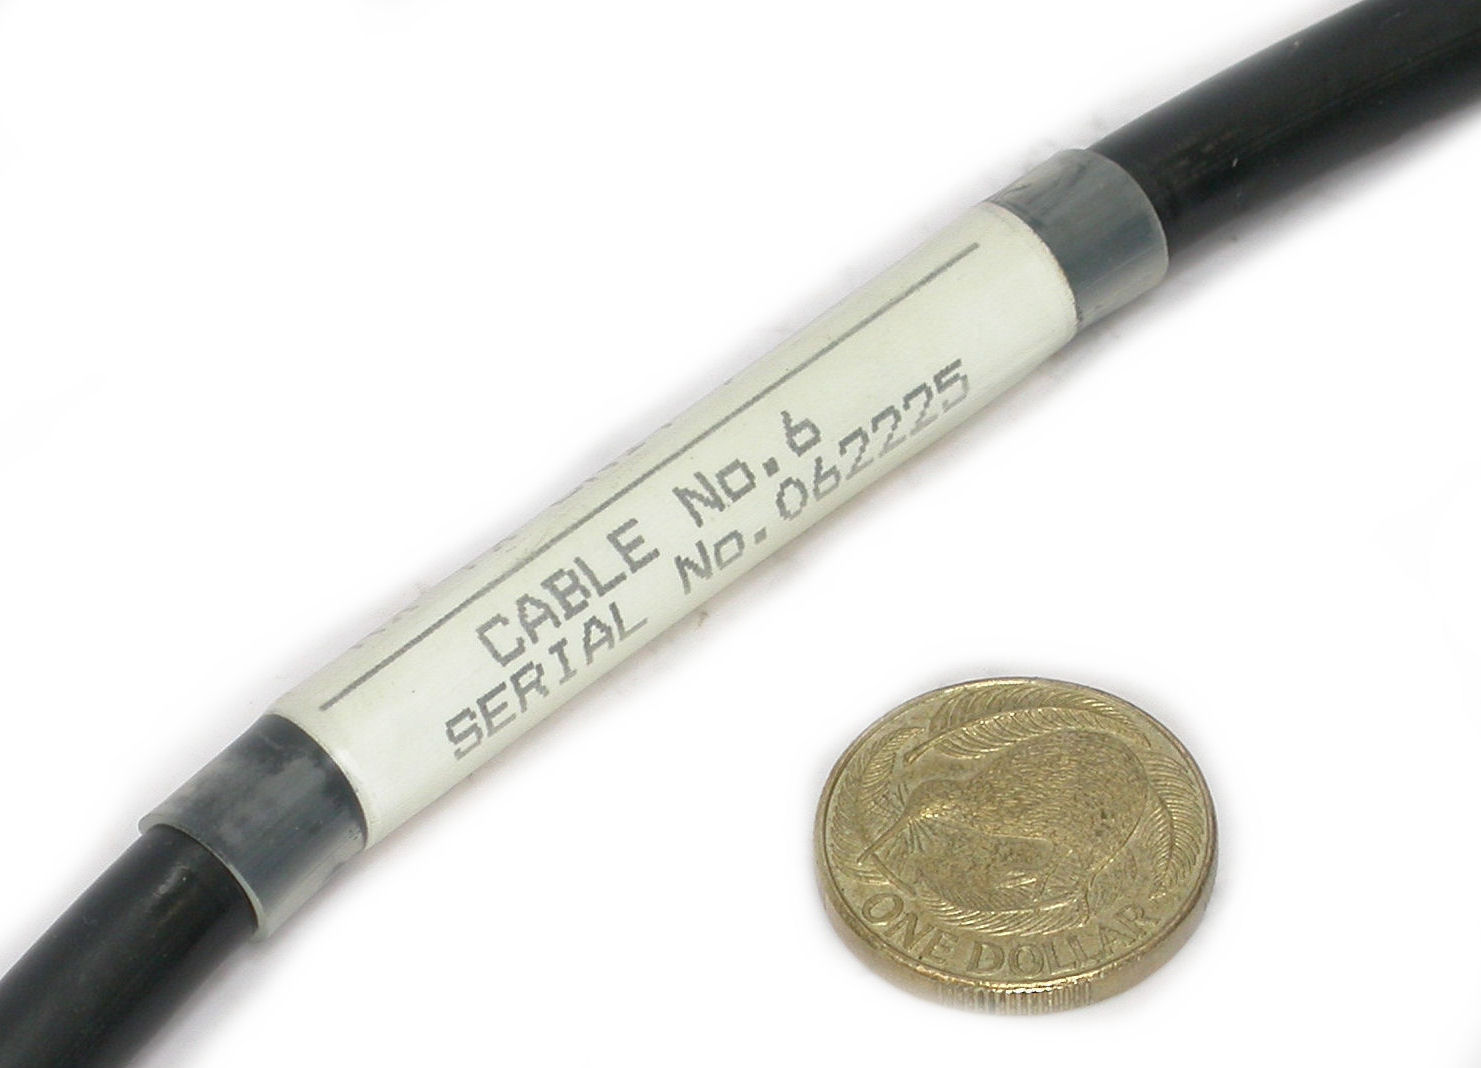 CABLE No.6
SERIAL No.062225
ONE DOLLAR